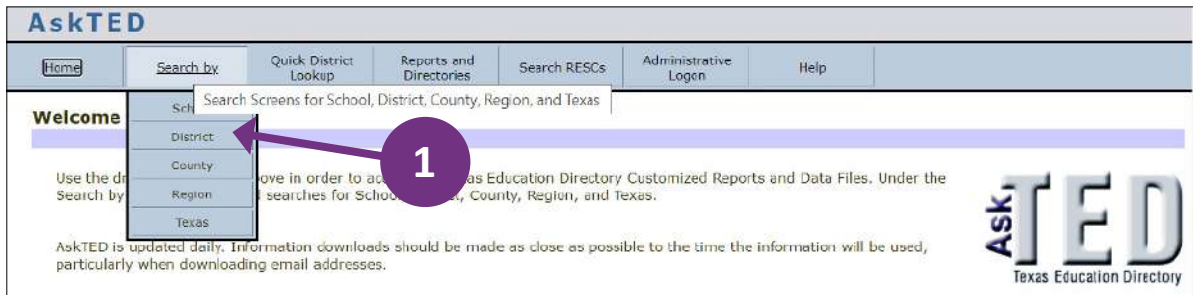 AskTED
Home Search by Quick District Lookup Reports and Directories Search RESCs Administrative Logon Help
Search Screens for School, District, County, Region, and Texas
Welcome
District
County
Region
Texas
1
Use the ove in order to Education Directory Customized Reports and Data Files. Under the
Search by searches for County, Region, and Texas.
AskTED is updated daily. Information downloads should be made as close as possible to the time the information will be used,
particularly when downloading email addresses.
Ask TED
Texas Education Directory